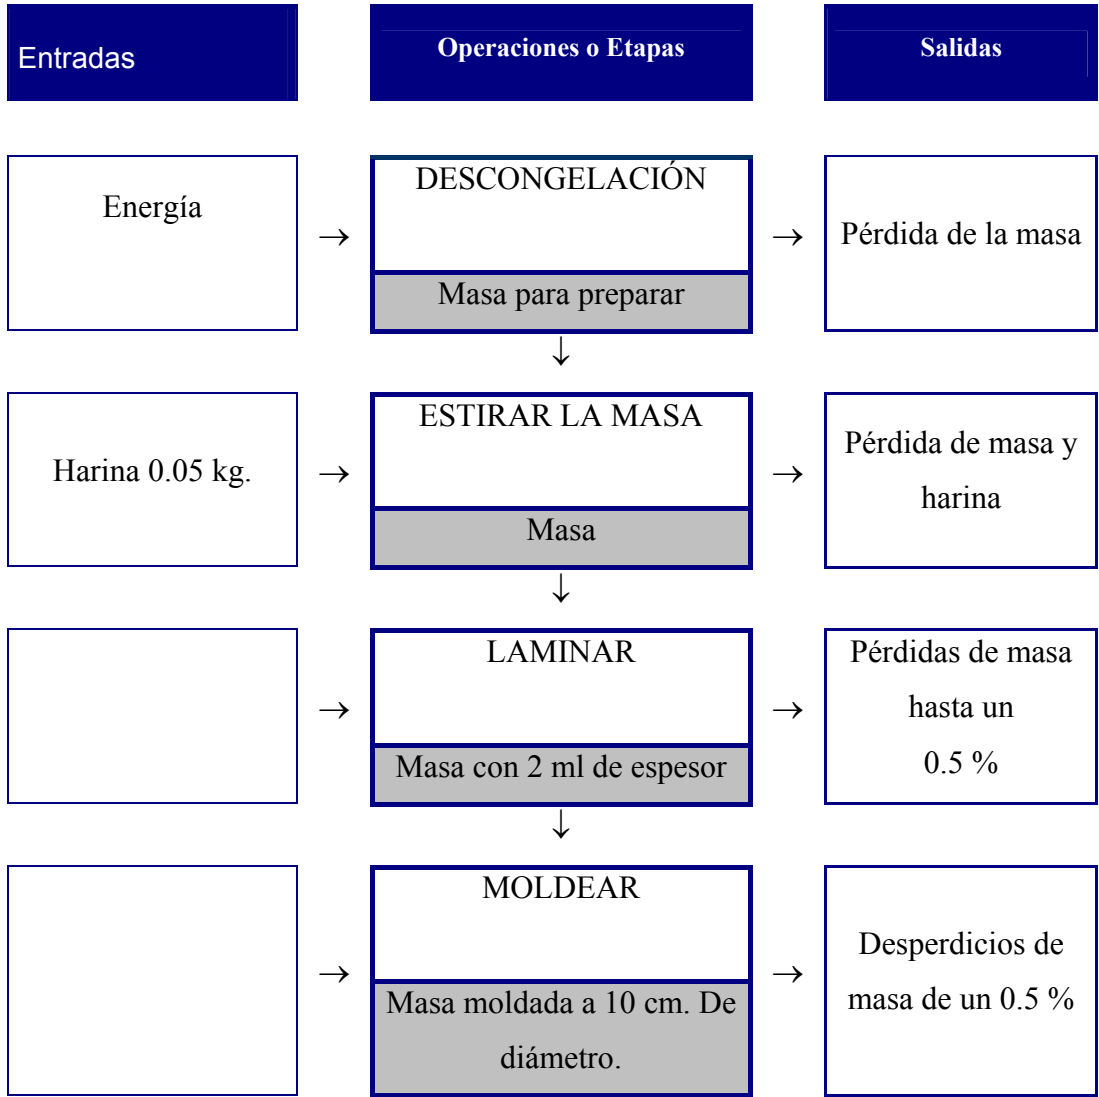 Entradas
Operaciones o Etapas
Salidas
Energía
→
DESCONGELACIÓN
Masa para preparar
→
Pérdida de la masa
↓
Harina 0.05 kg.
→
ESTIRAR LA MASA
Masa
→
Pérdida de masa y
harina
↓
→
LAMINAR
Masa con 2 ml de espesor
→
Pérdidas de masa
hasta un
0.5 %
↓
→
MOLDEAR
Masa moldada a 10 cm. De
diámetro.
→
Desperdicios de
masa de un 0.5 %